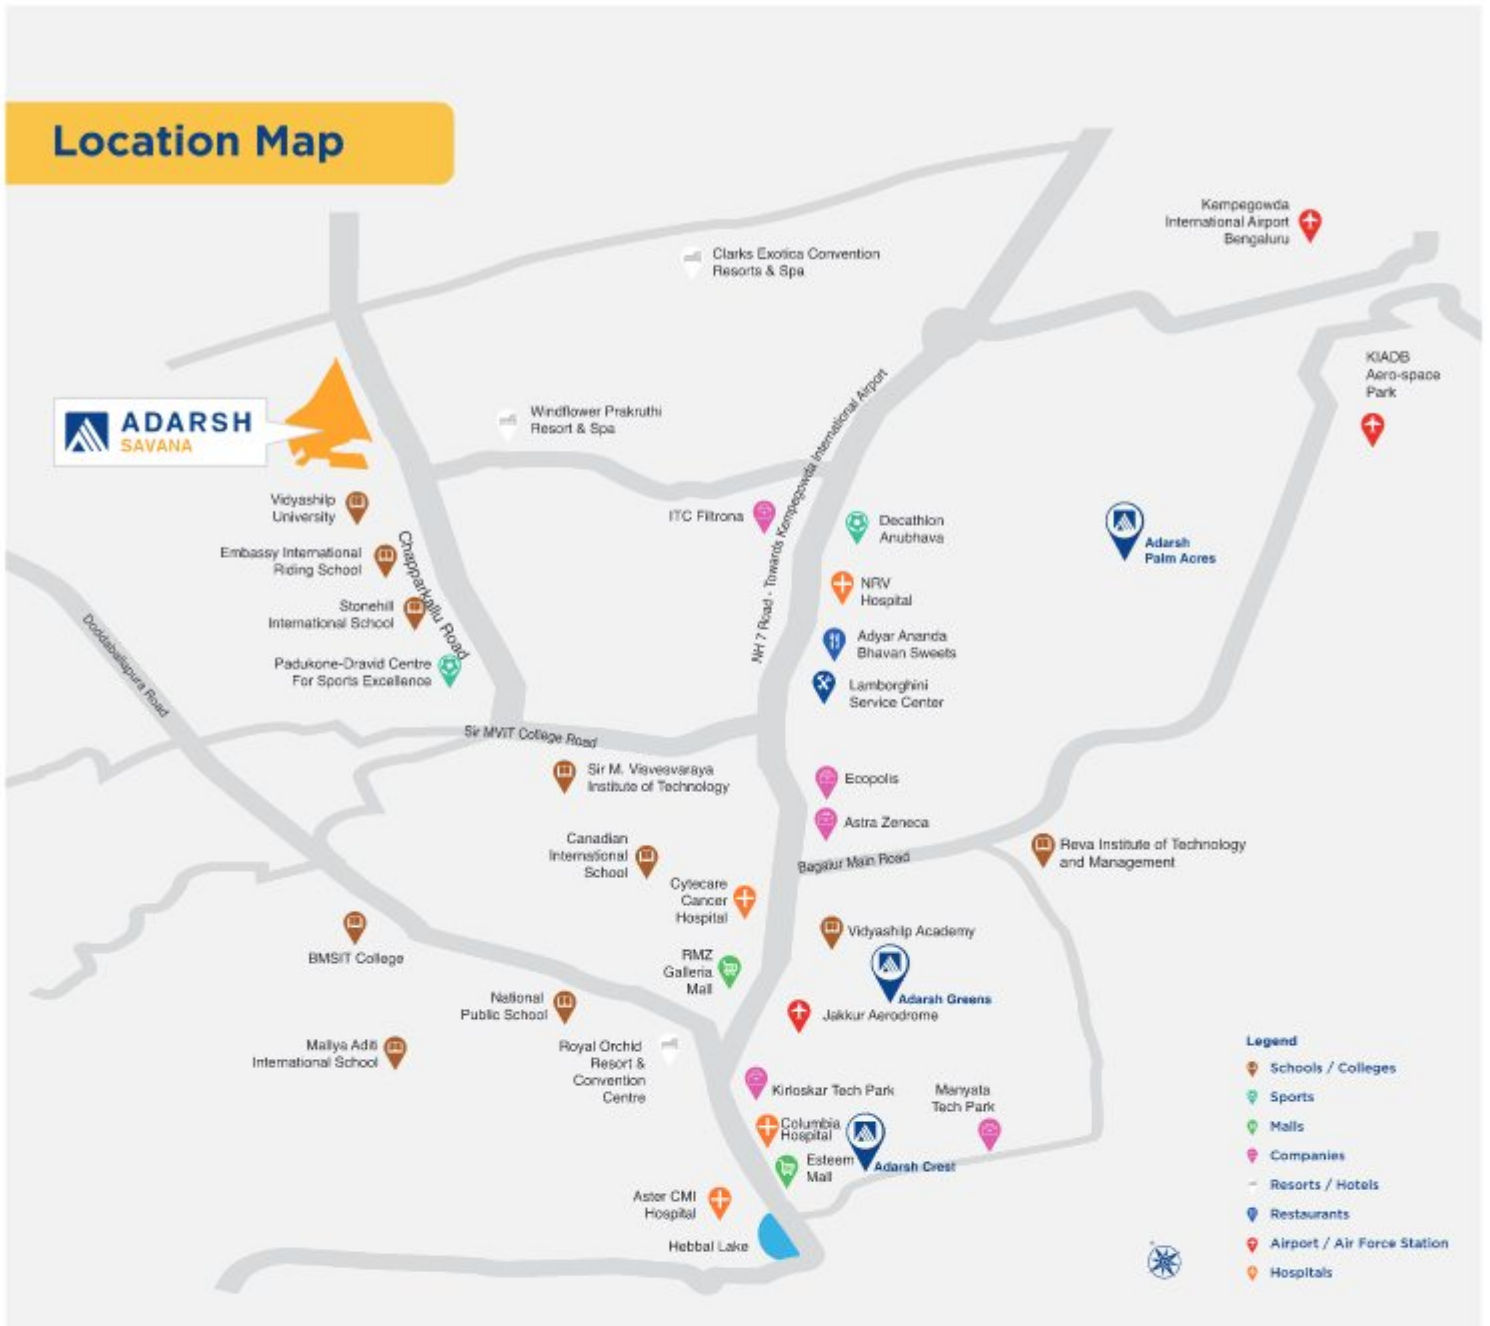 Location Map
Kempegowda
International Airport
Bengaluru
Clarks Exotica Convention
Resorts & Spa
KIADB
Aero-space
Park
ADARSH
SAVANA
Windflower Prakruthi
Resort & Spa
NH 7 Road - Towards Kempegowda International Airport
Vidyashilp
University
ITC Filtrona
Decathlon
Anubhava
Adarsh
Palm Acres
Embassy International
Riding School
Chapparkallu Road
NRV
Hospital
Stonehill
International School
Doddaballapura Road
Adyar Ananda
Bhavan Sweets
Padukone-Dravid Centre
For Sports Excellence
Lamborghini
Service Center
Sir MVIT College Road
Sir M. Visvesvaraya
Institute of Technology
Ecopolis
Astra Zeneca
Canadian
International
School
Bagalur Main Road
Reva Institute of Technology
and Management
Cytecare
Cancer
Hospital
Vidyashilp Academy
BMSIT College
RMZ
Galleria
Mall
Adarsh Greens
National
Public School
Jakkur Aerodrome
Mallya Aditi
International School
Royal Orchid
Resort &
Convention
Centre
Kirloskar Tech Park
Manyata
Tech Park
Columbia
Hospital
Esteem
Mall
Adarsh Crest
Aster CMI
Hospital
Hebbal Lake
Legend
Schools / Colleges
Sports
Malls
Companies
Resorts / Hotels
Restaurants
Airport / Air Force Station
Hospitals